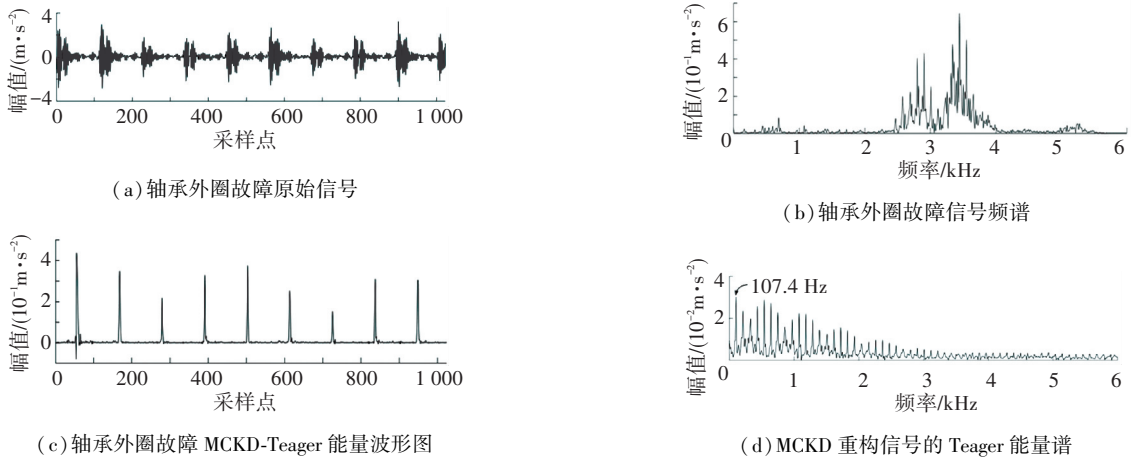 幅值/(m·s⁻²)
4
0
−4
0
200
400
600
800
1 000
采样点
(a)轴承外圈故障原始信号
幅值/(10⁻¹m·s⁻²)
6
4
2
0
1
2
3
4
5
6
频率/kHz
(b)轴承外圈故障信号频谱
幅值/(10⁻¹m·s⁻²)
4
2
0
0
200
400
600
800
1 000
采样点
(c)轴承外圈故障 MCKD-Teager 能量波形图
幅值/(10⁻²m·s⁻²)
4
2
0
107.4 Hz
1
2
3
4
5
6
频率/kHz
(d)MCKD 重构信号的 Teager 能量谱